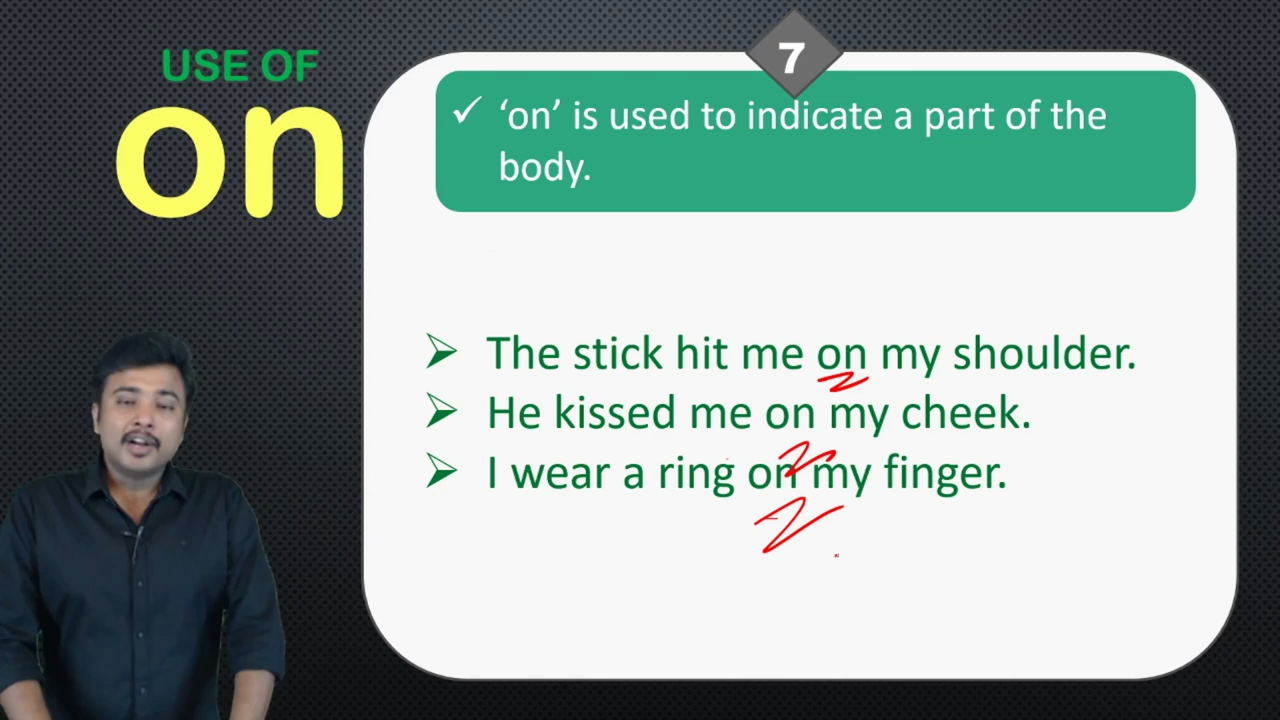 USE OF
on
7
✓ ‘on’ is used to indicate a part of the
body.
➢ The stick hit me on my shoulder.
➢ He kissed me on my cheek.
➢ I wear a ring on my finger.